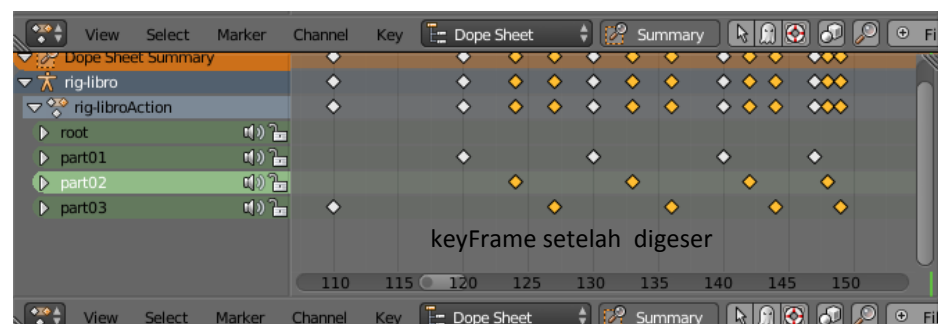 View Select Marker Channel Key Dope Sheet Summary Fi
Dope Sheet Summary
rig-libro
rig-libroAction
root
part01
part02
part03
keyFrame setelah digeser
110 115 120 125 130 135 140 145 150
View Select Marker Channel Key Dope Sheet Summary Fil